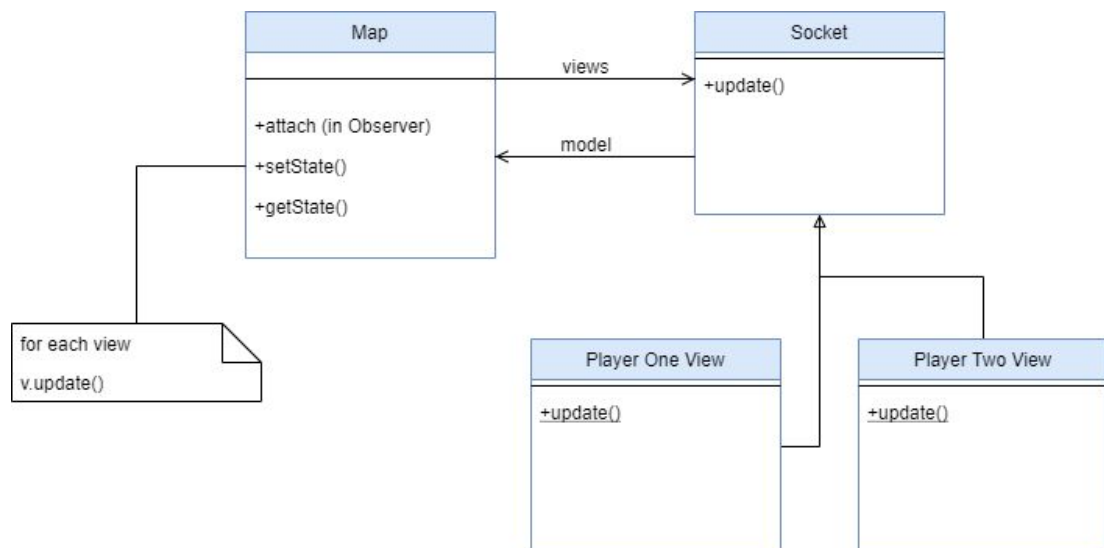 Map
Socket
views
+update()
+attach (in Observer)
model
+setState()
+getState()
for each view
v.update()
Player One View
Player Two View
+update()
+update()